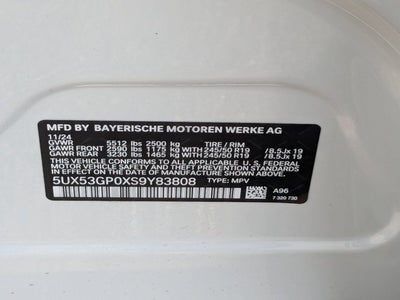 MFD BY BAYERISCHE MOTOREN WERKE AG
11/24
GVWR 5512 lbs 2500 kg TIRE / RIM
GAWR FRONT 2590 lbs 1175 kg WITH 245/50 R19 /8.5Jx 19
GAWR REAR 3230 lbs 1465 kg WITH 245/50 R19 /8.5Jx 19
THIS VEHICLE CONFORMS TO ALL APPLICABLE U. S. FEDERAL
MOTOR VEHICLE SAFETY AND THEFT PREVENTION STANDARDS
IN EFFECT ON THE DATE OF MANUFACTURE SHOWN ABOVE.
5UX53GP0XS9Y83808 TYPE: MPV A96
7 320 730